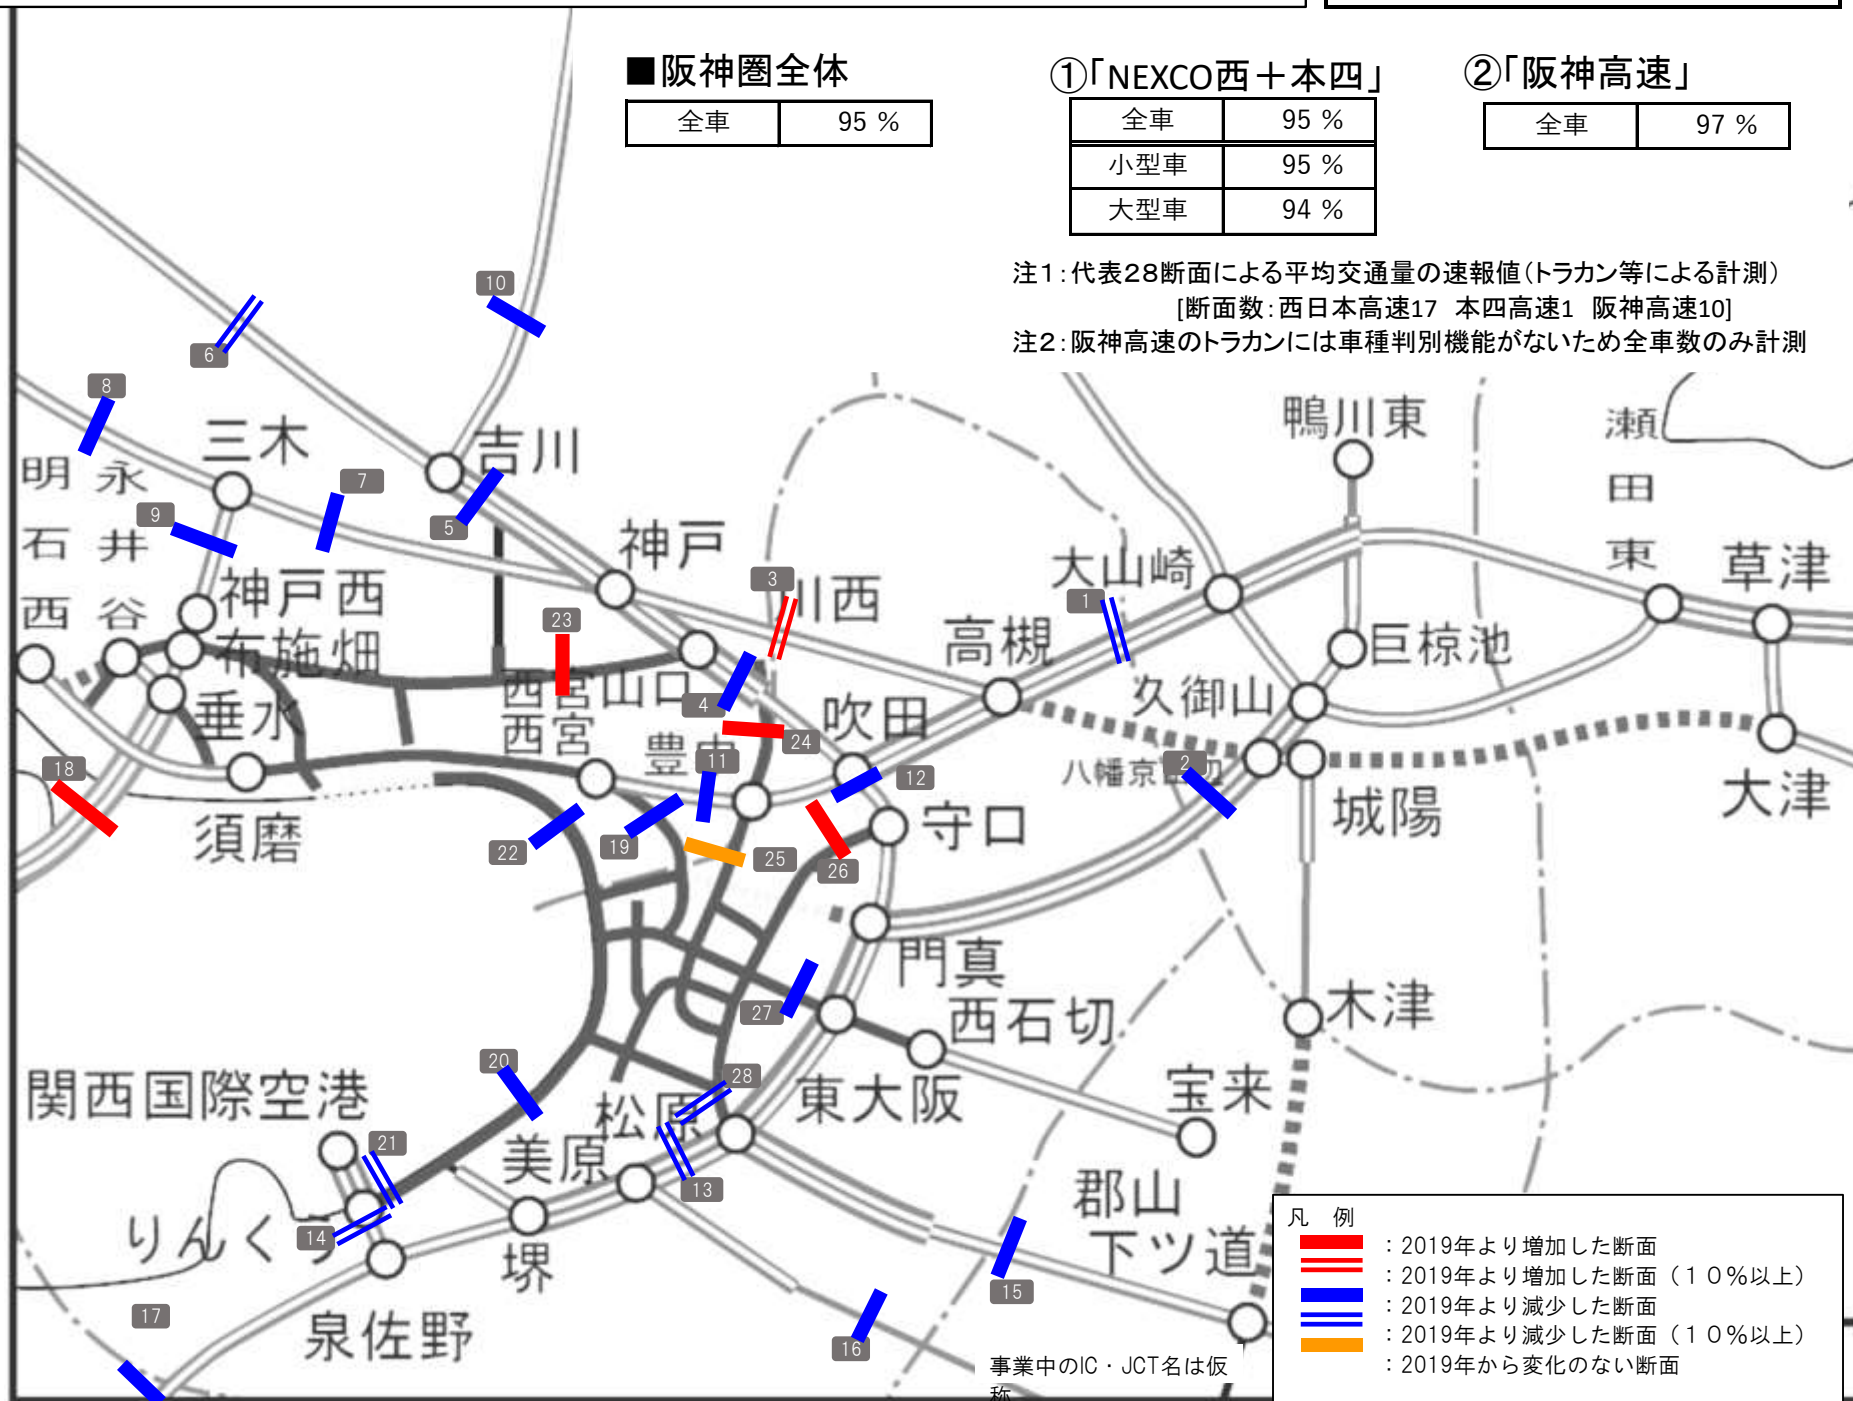 ■阪神圏全体
全車 95 %
①「NEXCO西＋本四」
全車 95 %
小型車 95 %
大型車 94 %
②「阪神高速」
全車 97 %
注１：代表２８断面による平均交通量の速報値（トラカン等による計測）
[断面数：西日本高速17 本四高速1 阪神高速10]
注２：阪神高速のトラカンには車種判別機能がないため全車数のみ計測
10
6
8
三木
吉川
鴨川東
瀬田東
明石西
永井谷
7
9
5
神戸
大山崎
草津
神戸西
布施畑
3
川西
1
23
高槻
巨椋池
西宮山口
西宮
4
吹田
久御山
垂水
24
豊中
11
12
八幡京田辺
2
18
大津
城陽
須磨
守口
22
19
25
26
門真
27
西石切
木津
20
28
関西国際空港
松原
東大阪
宝来
21
美原
13
郡山
下ツ道
りんくう
14
堺
15
17
泉佐野
16
事業中のIC・JCT名は仮
称
凡 例
：2019年より増加した断面
：2019年より増加した断面（１０％以上）
：2019年より減少した断面
：2019年より減少した断面（１０％以上）
：2019年から変化のない断面